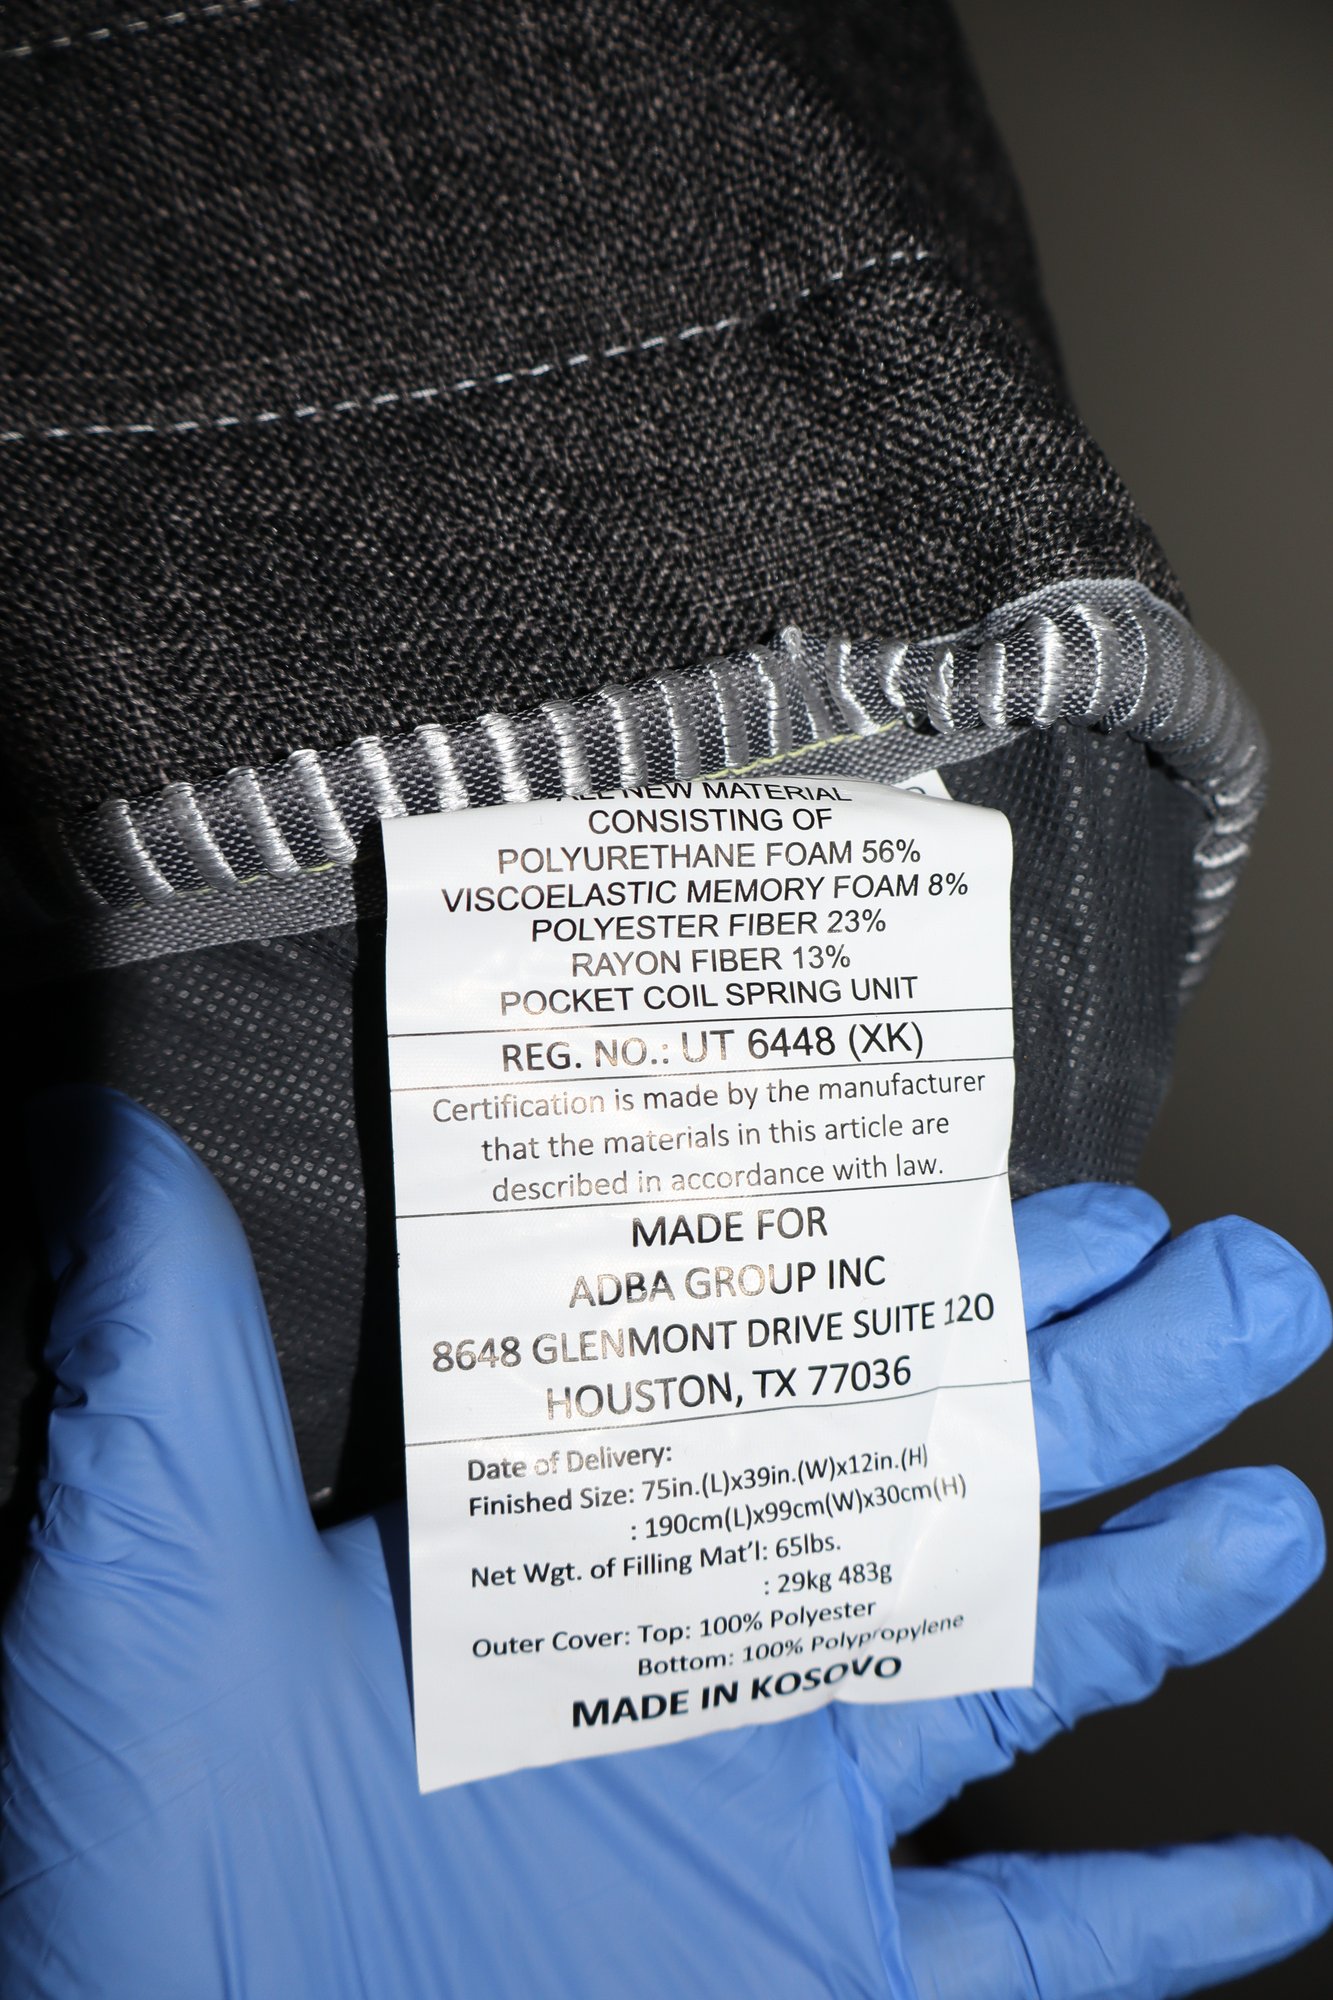 ALL NEW MATERIAL
CONSISTING OF
POLYURETHANE FOAM 56%
VISCOELASTIC MEMORY FOAM 8%
POLYESTER FIBER 23%
RAYON FIBER 13%
POCKET COIL SPRING UNIT
REG. NO.: UT 6448 (XK)
Certification is made by the manufacturer
that the materials in this article are
described in accordance with law.
MADE FOR
ADBA GROUP INC
8648 GLENMONT DRIVE SUITE 120
HOUSTON, TX 77036
Date of Delivery:
Finished Size: 75in.(L)x39in.(W)x12in.(H)
: 190cm(L)x99cm(W)x30cm(H)
Net Wgt. of Filling Mat'l: 65lbs.
: 29kg 483g
Outer Cover: Top: 100% Polyester
Bottom: 100% Polypropylene
MADE IN KOSOVO